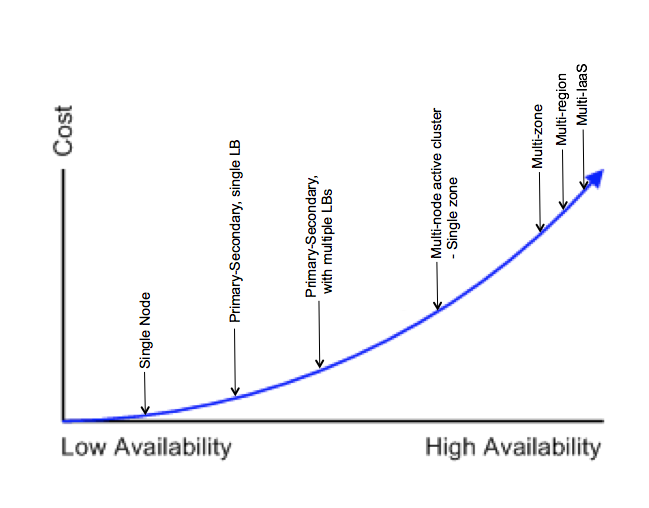 Cost
Single Node
Primary-Secondary, single LB
Primary-Secondary,
with multiple LBs
Multi-node active cluster
- Single zone
Multi-zone
Multi-region
Multi-IaaS
Low Availability
High Availability